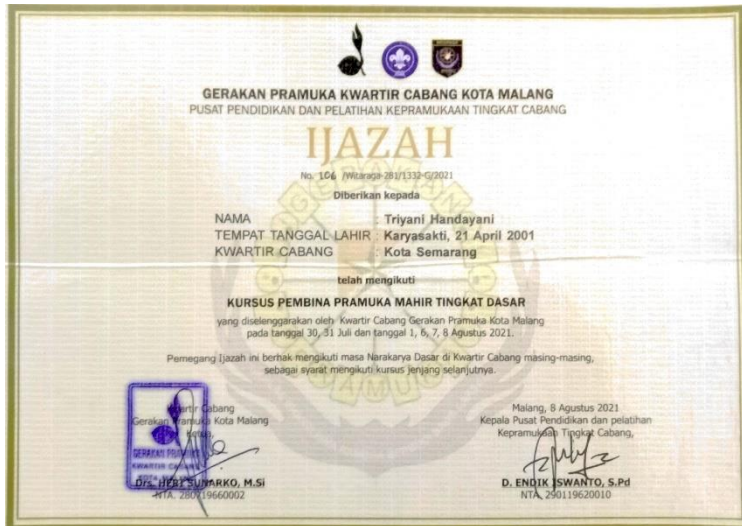 GERAKAN PRAMUKA KWARTIR CABANG KOTA MALANG
PUSAT PENDIDIKAN DAN PELATIHAN KEPRAMUKAAN TINGKAT CABANG
IJAZAH
No. 106 /Witaraga-281/1332-G/2021
Diberikan kepada
NAMA : Triyani Handayani
TEMPAT TANGGAL LAHIR : Karyasakti, 21 April 2001
KWARTIR CABANG : Kota Semarang
telah mengikuti
KURSUS PEMBINA PRAMUKA MAHIR TINGKAT DASAR
yang diselenggarakan oleh Kwartir Cabang Gerakan Pramuka Kota Malang
pada tanggal 30, 31 Juli dan tanggal 1, 6, 7, 8 Agustus 2021.
Pemegang Ijazah ini berhak mengikuti masa Narakarya Dasar di Kwartir Cabang masing-masing,
sebagai syarat mengikuti kursus jenjang selanjutnya.
Kwartir Cabang
Gerakan Pramuka Kota Malang
GERAKAN PRAMUKA
KWARTIR CABANG
Drs. HERI SUNARKO, M.Si
NTA. 280719660002
Malang, 8 Agustus 2021
Kepala Pusat Pendidikan dan pelatihan
Kepramukaan Tingkat Cabang,
D. ENDIK ISWANTO, S.Pd
NTA. 290119620010